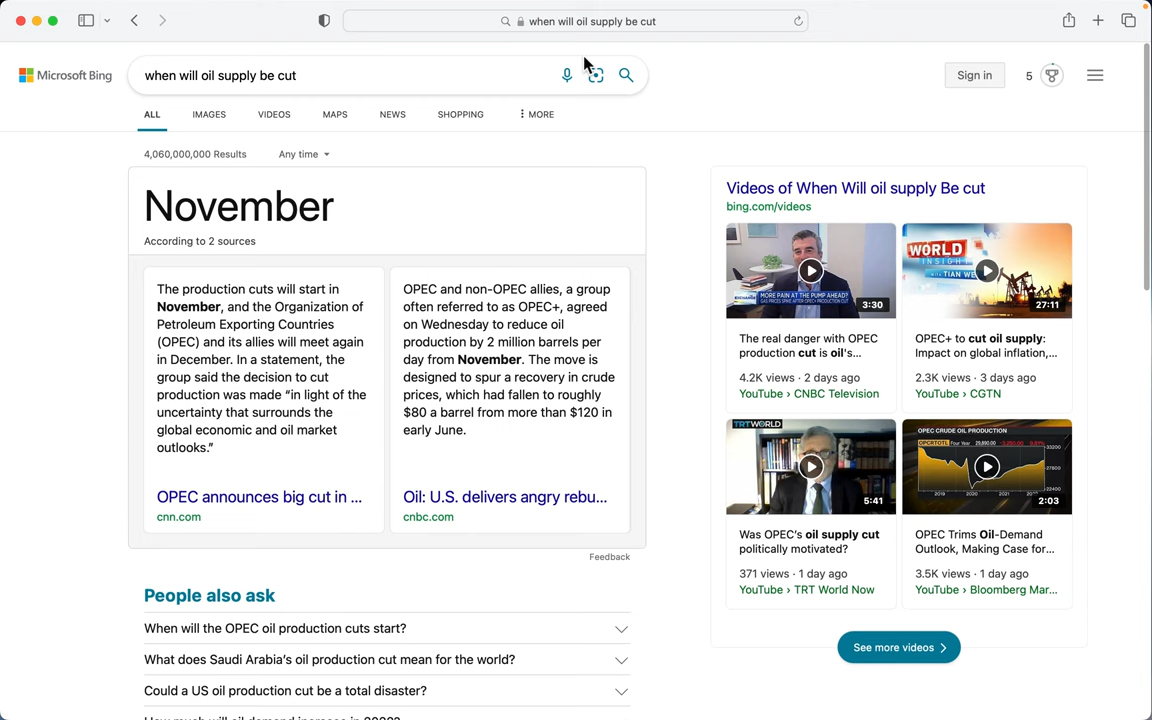 when will oil supply be cut
Microsoft Bing
when will oil supply be cut
Sign in
5
ALL
IMAGES
VIDEOS
MAPS
NEWS
SHOPPING
MORE
4,060,000,000 Results
Any time
November
According to 2 sources
The production cuts will start in
November, and the Organization of
Petroleum Exporting Countries
(OPEC) and its allies will meet again
in December. In a statement, the
group said the decision to cut
production was made “in light of the
uncertainty that surrounds the
global economic and oil market
outlooks.”
OPEC announces big cut in ...
cnn.com
OPEC and non-OPEC allies, a group
often referred to as OPEC+, agreed
on Wednesday to reduce oil
production by 2 million barrels per
day from November. The move is
designed to spur a recovery in crude
prices, which had fallen to roughly
$80 a barrel from more than $120 in
early June.
Oil: U.S. delivers angry rebu...
cnbc.com
Feedback
People also ask
When will the OPEC oil production cuts start?
What does Saudi Arabia's oil production cut mean for the world?
Could a US oil production cut be a total disaster?
Videos of When Will oil supply Be cut
bing.com/videos
MORE PAIN AT THE PUMP AHEAD?
3:30
The real danger with OPEC
production cut is oil's...
4.2K views · 2 days ago
YouTube › CNBC Television
WORLD
INSIGHT
27:11
OPEC+ to cut oil supply:
Impact on global inflation,...
2.3K views · 3 days ago
YouTube › CGTN
TRT WORLD
5:41
Was OPEC's oil supply cut
politically motivated?
371 views · 1 day ago
YouTube › TRT World Now
OPEC CRUDE OIL PRODUCTION
2:03
OPEC Trims Oil-Demand
Outlook, Making Case for...
3.5K views · 1 day ago
YouTube › Bloomberg Mar...
See more videos